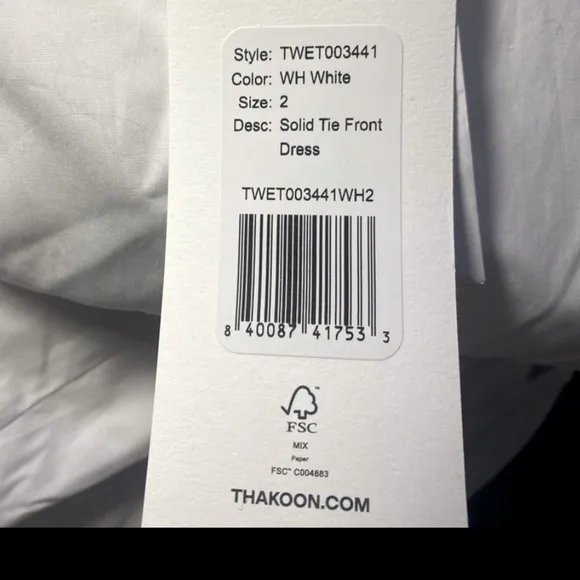 Style: TWET003441
Color: WH White
Size: 2
Desc: Solid Tie Front
Dress
TWET003441WH2
8 40087 41753 3
FSC
MIX
Paper
FSC™ C004883
THAKOON.COM